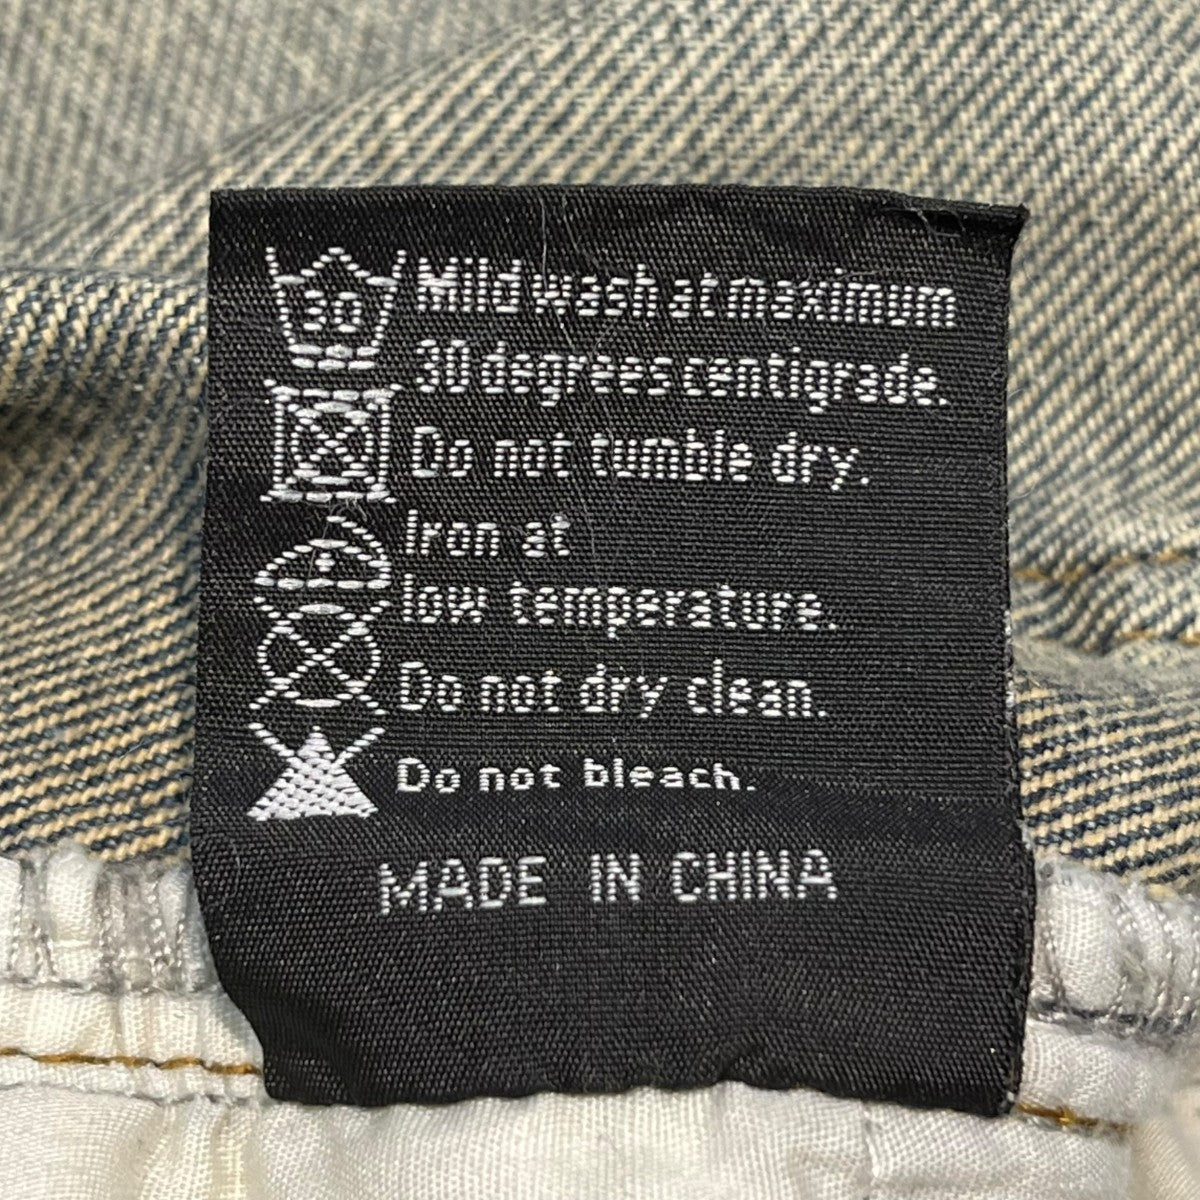 30
Mild wash at maximum
30 degrees centigrade.
Do not tumble dry.
Iron at
low temperature.
Do not dry clean.
Do not bleach.
MADE IN CHINA